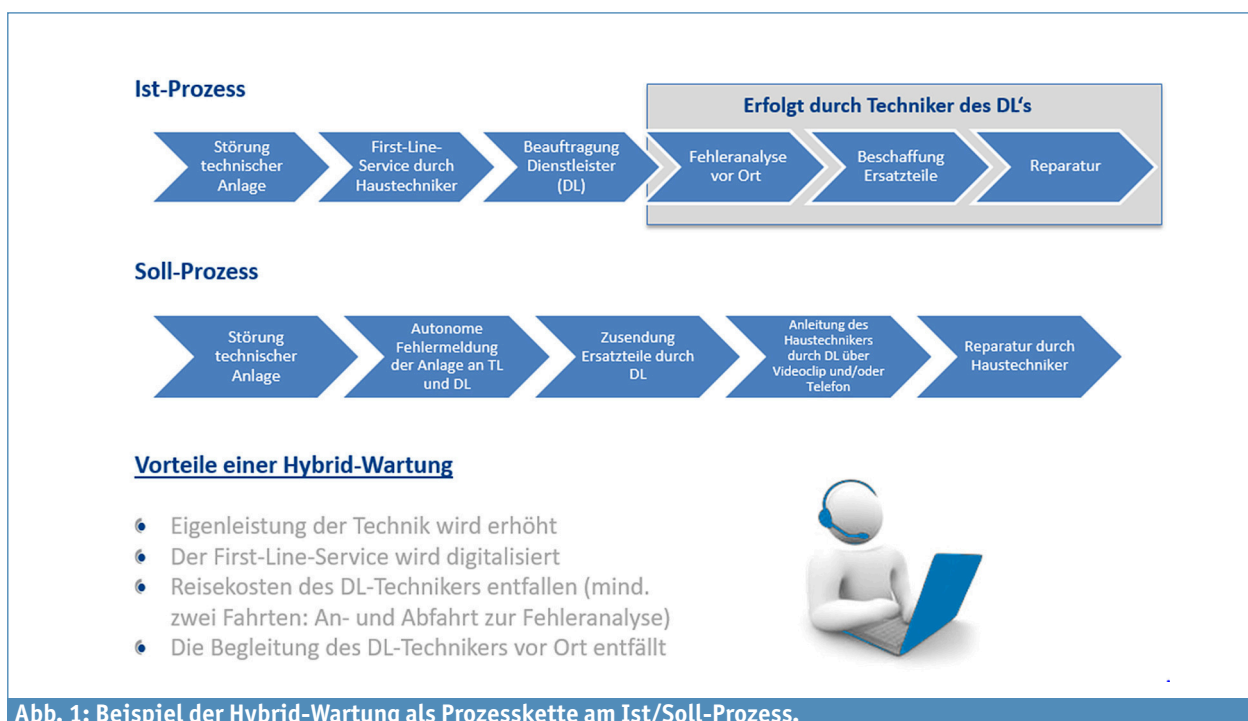 Ist-Prozess
Erfolgt durch Techniker des DL's
Störung
technischer
Anlage
First-Line-
Service durch
Haustechniker
Beauftragung
Dienstleister
(DL)
Fehleranalyse
vor Ort
Beschaffung
Ersatzteile
Reparatur
Soll-Prozess
Störung
technischer
Anlage
Autonome
Fehlermeldung
der Anlage an TL
und DL
Zusendung
Ersatzteile durch
DL
Anleitung des
Haustechnikers
durch DL über
Videoclip und/oder
Telefon
Reparatur durch
Haustechniker
Vorteile einer Hybrid-Wartung
Eigenleistung der Technik wird erhöht
Der First-Line-Service wird digitalisiert
Reisekosten des DL-Technikers entfallen (mind.
zwei Fahrten: An- und Abfahrt zur Fehleranalyse)
Die Begleitung des DL-Technikers vor Ort entfällt
Abb. 1: Beispiel der Hybrid-Wartung als Prozesskette am Ist/Soll-Prozess.